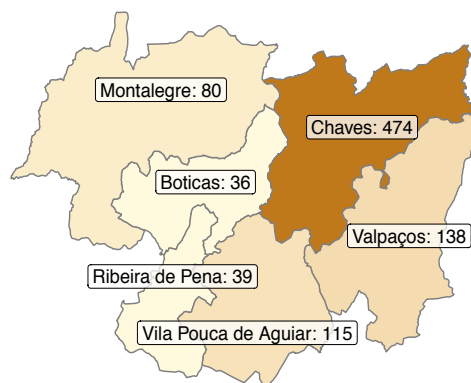 Montalegre: 80
Chaves: 474
Boticas: 36
Valpaços: 138
Ribeira de Pena: 39
Vila Pouca de Aguiar: 115